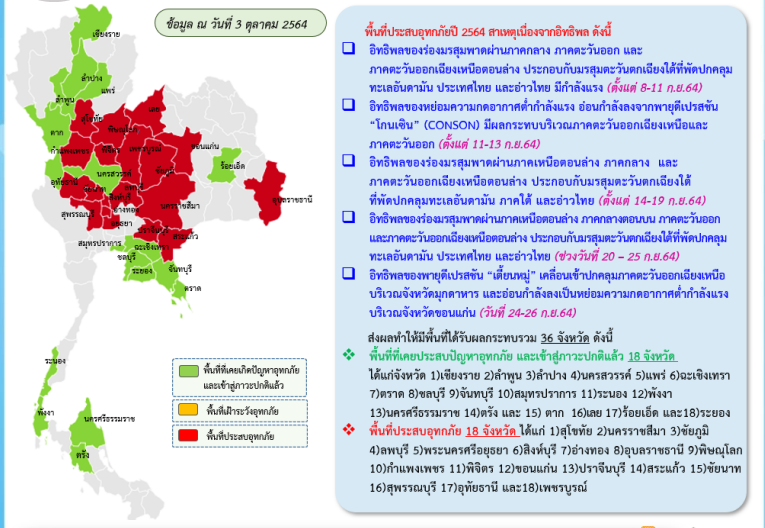 ข้อมูล ณ วันที่ 3 ตุลาคม 2564
เชียงราย
ลำปาง
แพร่
ลำพูน
เลย
สุโขทัย
ตาก
พิษณุโลก
กำแพงเพชร
พิจิตร
เพชรบูรณ์
ขอนแก่น
ชัยภูมิ
ร้อยเอ็ด
นครสวรรค์
อุทัยธานี
ชัยนาท
ลพบุรี
สิงห์บุรี
นครราชสีมา
อุบลราชธานี
สุพรรณบุรี
อ่างทอง
อยุธยา
ปราจีนบุรี
สระแก้ว
สมุทรปราการ
ฉะเชิงเทรา
ชลบุรี
ระยอง
จันทบุรี
ตราด
ระนอง
พังงา
นครศรีธรรมราช
ตรัง
พื้นที่ที่เคยเกิดปัญหาอุทกภัย
และเข้าสู่ภาวะปกติแล้ว
พื้นที่เฝ้าระวังอุทกภัย
พื้นที่ประสบอุทกภัย
พื้นที่ประสบอุทกภัยปี 2564 สาเหตุเนื่องจากอิทธิพล ดังนี้
อิทธิพลของร่องมรสุมพาดผ่านภาคกลาง ภาคตะวันออก และ
ภาคตะวันออกเฉียงเหนือตอนล่าง ประกอบกับมรสุมตะวันตกเฉียงใต้ที่พัดปกคลุม
ทะเลอันดามัน ประเทศไทย และอ่าวไทย มีกำลังแรง (ตั้งแต่ 8-11 ก.ย.64)
อิทธิพลของหย่อมความกดอากาศต่ำกำลังแรง อ่อนกำลังลงจากพายุดีเปรสชัน
“โกนเซิน” (CONSON) มีผลกระทบบริเวณภาคตะวันออกเฉียงเหนือและ
ภาคตะวันออก (ตั้งแต่ 11-13 ก.ย.64)
อิทธิพลของร่องมรสุมพาดผ่านภาคเหนือตอนล่าง ภาคกลาง และ
ภาคตะวันออกเฉียงเหนือตอนล่าง ประกอบกับมรสุมตะวันตกเฉียงใต้
ที่พัดปกคลุมทะเลอันดามัน ภาคใต้ และอ่าวไทย (ตั้งแต่ 14-19 ก.ย.64)
อิทธิพลของร่องมรสุมพาดผ่านภาคเหนือตอนล่าง ภาคกลางตอนบน ภาคตะวันออก
และภาคตะวันออกเฉียงเหนือตอนล่าง ประกอบกับมรสุมตะวันตกเฉียงใต้ที่พัดปกคลุม
ทะเลอันดามัน ประเทศไทย และอ่าวไทย (ช่วงวันที่ 20 – 25 ก.ย.64)
อิทธิพลของพายุดีเปรสชัน “เตี้ยนหมู่” เคลื่อนเข้าปกคลุมภาคตะวันออกเฉียงเหนือ
บริเวณจังหวัดมุกดาหาร และอ่อนกำลังลงเป็นหย่อมความกดอากาศต่ำกำลังแรง
บริเวณจังหวัดขอนแก่น (วันที่ 24-26 ก.ย.64)
ส่งผลทำให้มีพื้นที่ได้รับผลกระทบรวม 36 จังหวัด ดังนี้
พื้นที่ที่เคยประสบปัญหาอุทกภัย และเข้าสู่ภาวะปกติแล้ว 18 จังหวัด
ได้แก่จังหวัด 1)เชียงราย 2)ลำพูน 3)ลำปาง 4)นครสวรรค์ 5)แพร่ 6)ฉะเชิงเทรา
7)ตราด 8)ชลบุรี 9)จันทบุรี 10)สมุทรปราการ 11)ระนอง 12)พังงา
13)นครศรีธรรมราช 14)ตรัง และ 15) ตาก 16)เลย 17)ร้อยเอ็ด และ18)ระยอง
พื้นที่ประสบอุทกภัย 18 จังหวัด ได้แก่ 1)สุโขทัย 2)นครราชสีมา 3)ชัยภูมิ
4)ลพบุรี 5)พระนครศรีอยุธยา 6)สิงห์บุรี 7)อ่างทอง 8)อุบลราชธานี 9)พิษณุโลก
10)กำแพงเพชร 11)พิจิตร 12)ขอนแก่น 13)ปราจีนบุรี 14)สระแก้ว 15)ชัยนาท
16)สุพรรณบุรี 17)อุทัยธานี และ18)เพชรบูรณ์